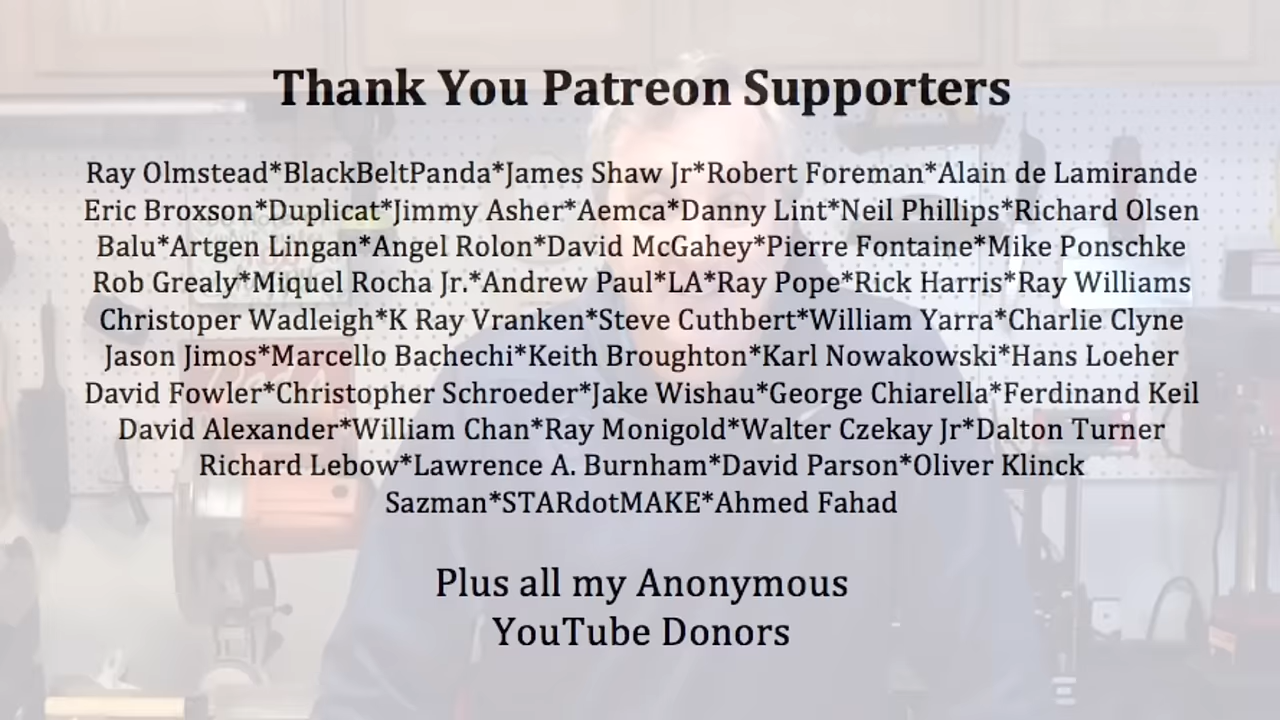 Thank You Patreon Supporters
Ray Olmstead*BlackBeltPanda*James Shaw Jr*Robert Foreman*Alain de Lamirande
Eric Broxson*Duplicat*Jimmy Asher*Aemca*Danny Lint*Neil Phillips*Richard Olsen
Balu*Artgen Lingan*Angel Rolon*David McGahey*Pierre Fontaine*Mike Ponschke
Rob Grealy*Miquel Rocha Jr.*Andrew Paul*LA*Ray Pope*Rick Harris*Ray Williams
Christoper Wadleigh*K Ray Vranken*Steve Cuthbert*William Yarra*Charlie Clyne
Jason Jimos*Marcello Bachechi*Keith Broughton*Karl Nowakowski*Hans Loeher
David Fowler*Christopher Schroeder*Jake Wishau*George Chiarella*Ferdinand Keil
David Alexander*William Chan*Ray Monigold*Walter Czekay Jr*Dalton Turner
Richard Lebow*Lawrence A. Burnham*David Parson*Oliver Klinck
Sazman*STARdotMAKE*Ahmed Fahad
Plus all my Anonymous
YouTube Donors